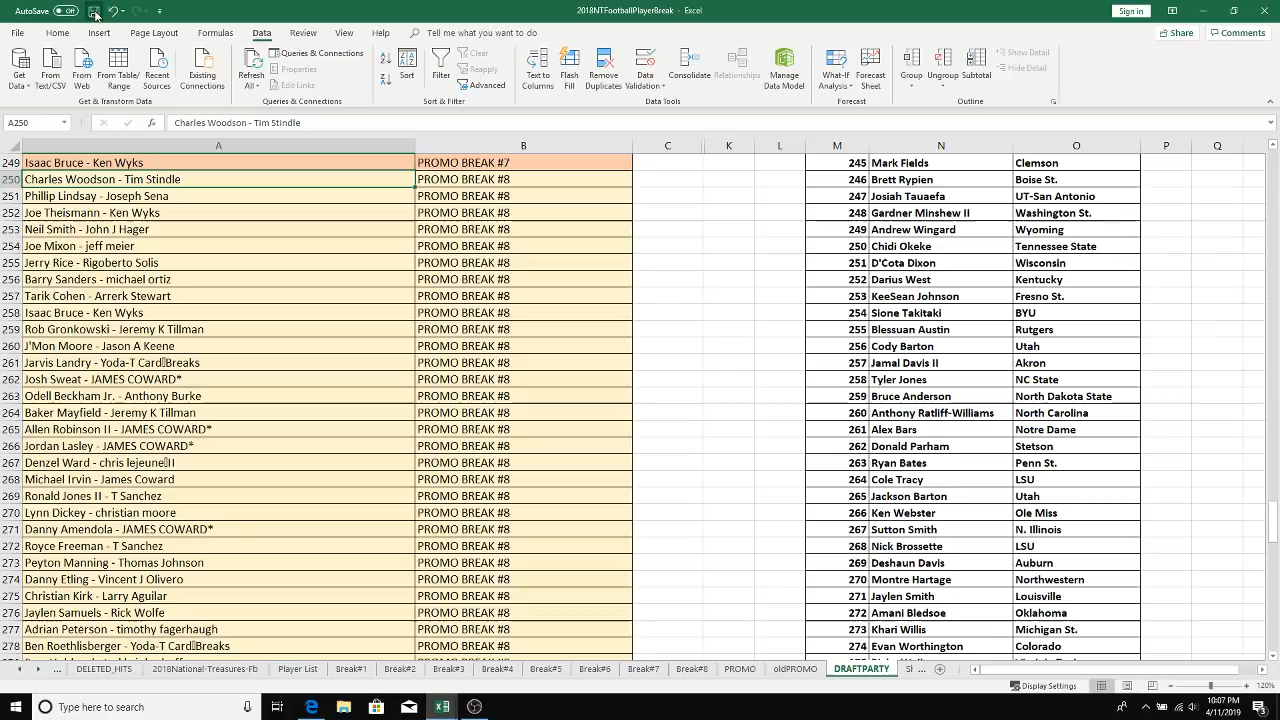 AutoSave Off 2018NTFootballPlayerBreak - Excel Sign in
File Home Insert Page Layout Formulas Data Review View Help Tell me what you want to do Share Comments
Get Data From Text/CSV From Web From Table/Range Recent Sources Existing Connections Refresh All Queries & Connections Properties Edit Links Sort Filter Clear Reapply Advanced Text to Columns Flash Fill Remove Duplicates Data Validation Consolidate Relationships Manage Data Model What-If Analysis Forecast Sheet Group Ungroup Subtotal Show Detail Hide Detail
Get & Transform Data Queries & Connections Sort & Filter Data Tools Forecast Outline
A250 fx Charles Woodson - Tim Stindle
A B C K L M N O P Q
249 Isaac Bruce - Ken Wyks PROMO BREAK #7 245 Mark Fields Clemson
250 Charles Woodson - Tim Stindle PROMO BREAK #8 246 Brett Rypien Boise St.
251 Phillip Lindsay - Joseph Sena PROMO BREAK #8 247 Josiah Tauaefa UT-San Antonio
252 Joe Theismann - Ken Wyks PROMO BREAK #8 248 Gardner Minshew II Washington St.
253 Neil Smith - John J Hager PROMO BREAK #8 249 Andrew Wingard Wyoming
254 Joe Mixon - jeff meier PROMO BREAK #8 250 Chidi Okeke Tennessee State
255 Jerry Rice - Rigoberto Solis PROMO BREAK #8 251 D'Cota Dixon Wisconsin
256 Barry Sanders - michael ortiz PROMO BREAK #8 252 Darius West Kentucky
257 Tarik Cohen - Arrerk Stewart PROMO BREAK #8 253 KeeSean Johnson Fresno St.
258 Isaac Bruce - Ken Wyks PROMO BREAK #8 254 Sione Takitaki BYU
259 Rob Gronkowski - Jeremy K Tillman PROMO BREAK #8 255 Blessuan Austin Rutgers
260 J'Mon Moore - Jason A Keene PROMO BREAK #8 256 Cody Barton Utah
261 Jarvis Landry - Yoda-T Card▯Breaks PROMO BREAK #8 257 Jamal Davis II Akron
262 Josh Sweat - JAMES COWARD* PROMO BREAK #8 258 Tyler Jones NC State
263 Odell Beckham Jr. - Anthony Burke PROMO BREAK #8 259 Bruce Anderson North Dakota State
264 Baker Mayfield - Jeremy K Tillman PROMO BREAK #8 260 Anthony Ratliff-Williams North Carolina
265 Allen Robinson II - JAMES COWARD* PROMO BREAK #8 261 Alex Bars Notre Dame
266 Jordan Lasley - JAMES COWARD* PROMO BREAK #8 262 Donald Parham Stetson
267 Denzel Ward - chris lejeune▯II PROMO BREAK #8 263 Ryan Bates Penn St.
268 Michael Irvin - James Coward PROMO BREAK #8 264 Cole Tracy LSU
269 Ronald Jones II - T Sanchez PROMO BREAK #8 265 Jackson Barton Utah
270 Lynn Dickey - christian moore PROMO BREAK #8 266 Ken Webster Ole Miss
271 Danny Amendola - JAMES COWARD* PROMO BREAK #8 267 Sutton Smith N. Illinois
272 Royce Freeman - T Sanchez PROMO BREAK #8 268 Nick Brossette LSU
273 Peyton Manning - Thomas Johnson PROMO BREAK #8 269 Deshaun Davis Auburn
274 Danny Etling - Vincent J Olivero PROMO BREAK #8 270 Montre Hartage Northwestern
275 Christian Kirk - Larry Aguilar PROMO BREAK #8 271 Jaylen Smith Louisville
276 Jaylen Samuels - Rick Wolfe PROMO BREAK #8 272 Amani Bledsoe Oklahoma
277 Adrian Peterson - timothy fagerhaugh PROMO BREAK #8 273 Khari Willis Michigan St.
278 Ben Roethlisberger - Yoda-T Card▯Breaks PROMO BREAK #8 274 Evan Worthington Colorado
... DELETED_HITS 2018National-Treasures-Fb Player List Break#1 Break#2 Break#3 Break#4 Break#5 Break#6 Break#7 Break#8 PROMO oldPROMO DRAFTPARTY SI ...
Display Settings 120%
Type here to search 10:07 PM
4/11/2019